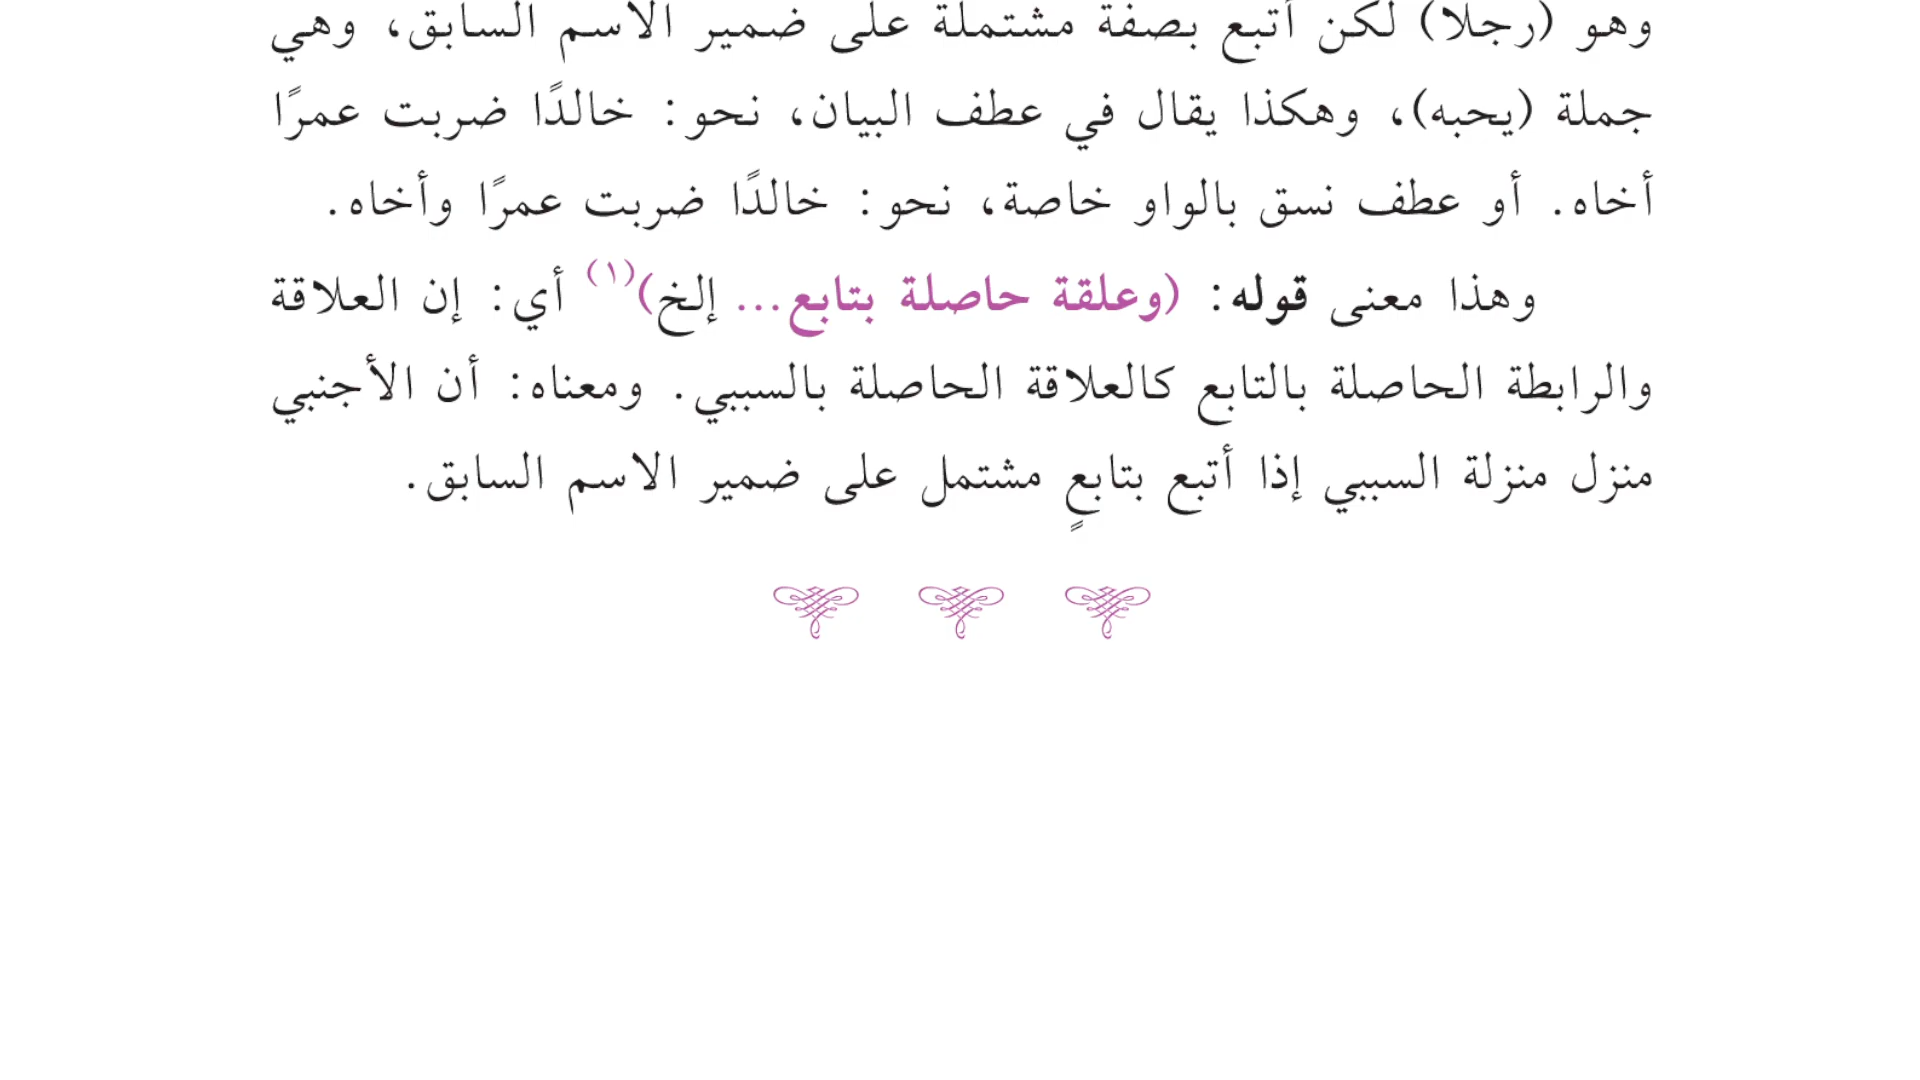 وهو (رجلا) لكن أتبع بصفة مشتملة على ضمير الاسم السابق، وهي
جملة (يحبه)، وهكذا يقال في عطف البيان، نحو: خالدًا ضربت عمرًا
أخاه. أو عطف نسق بالواو خاصة، نحو: خالدًا ضربت عمرًا وأخاه.
وهذا معنى قوله: (وعلقة حاصلة بتابع... إلخ)(١) أي: إن العلاقة
والرابطة الحاصلة بالتابع كالعلاقة الحاصلة بالسببي. ومعناه: أن الأجنبي
منزل منزلة السببي إذا أتبع بتابعٍ مشتمل على ضمير الاسم السابق.